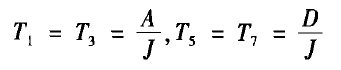 T₁ = T₃ = A/J, T₅ = T₇ = D/J